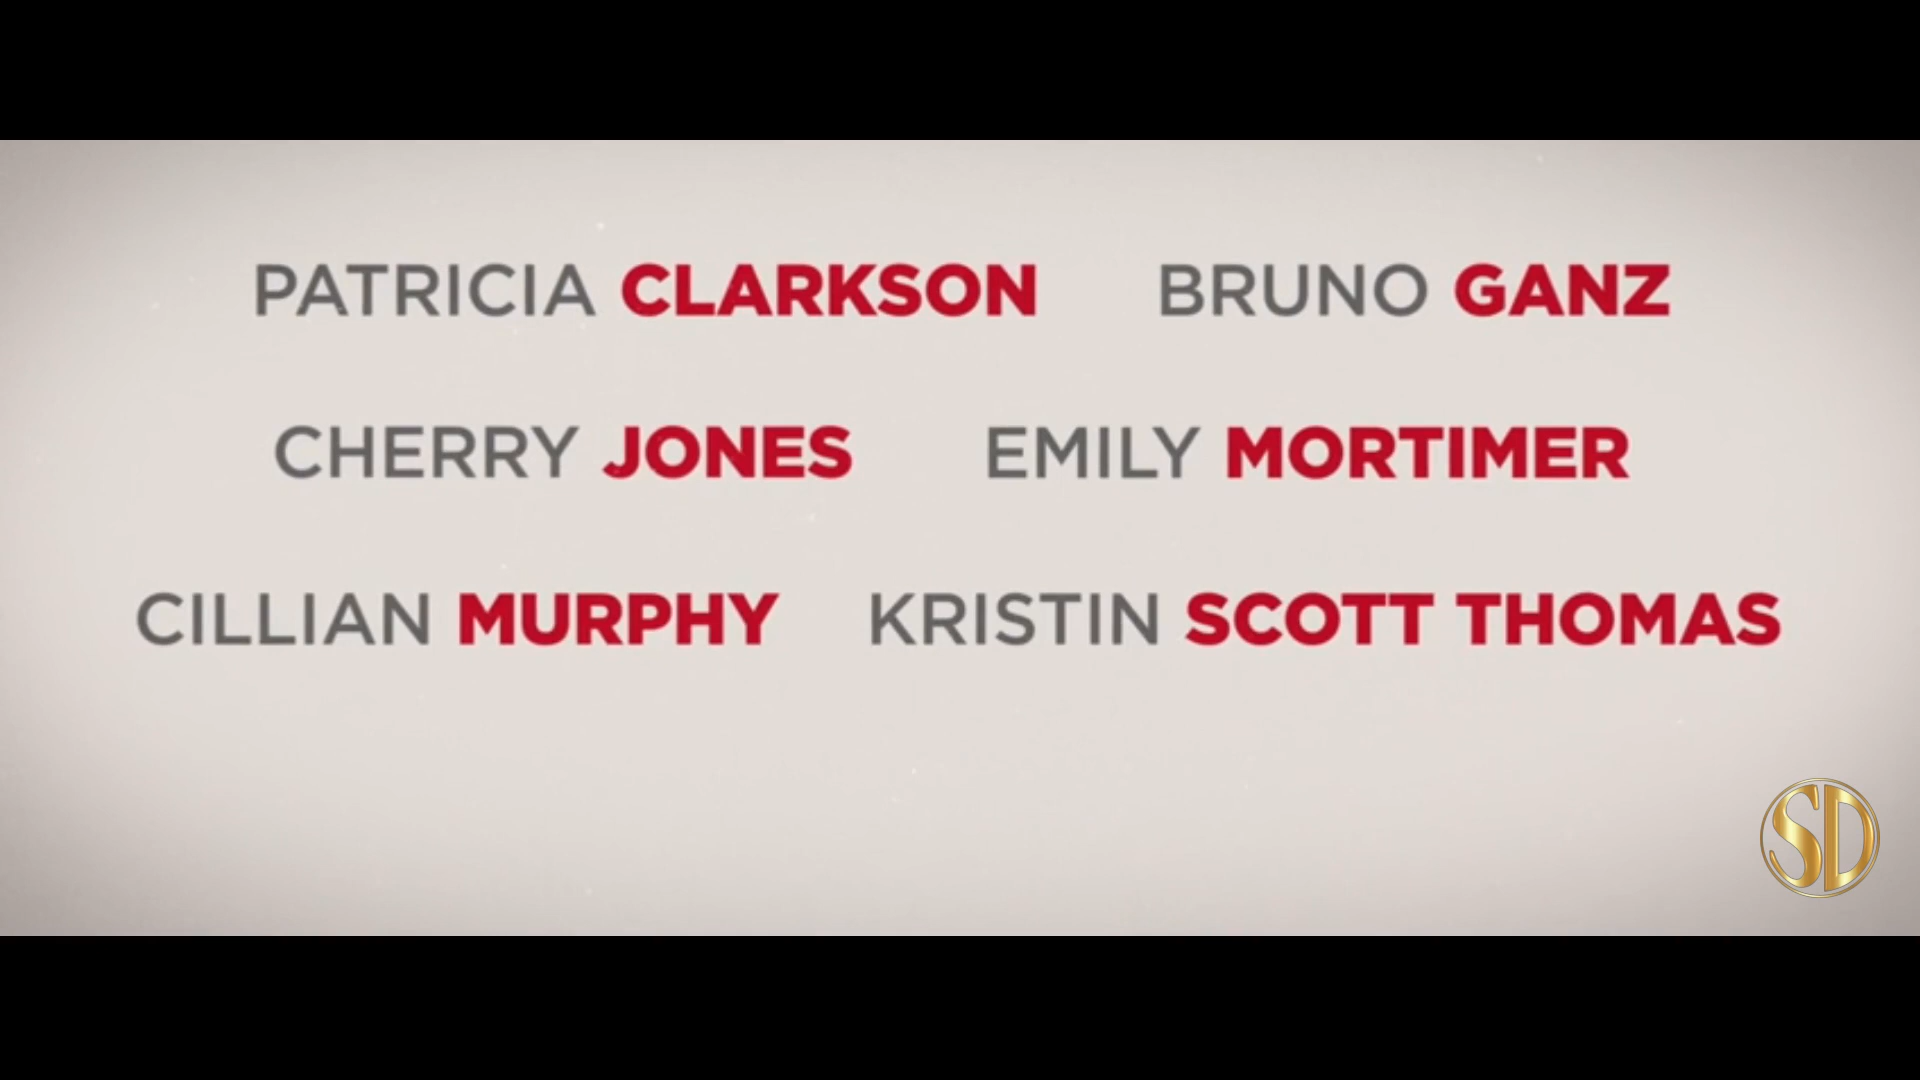 PATRICIA CLARKSON BRUNO GANZ
CHERRY JONES EMILY MORTIMER
CILLIAN MURPHY KRISTIN SCOTT THOMAS
SD